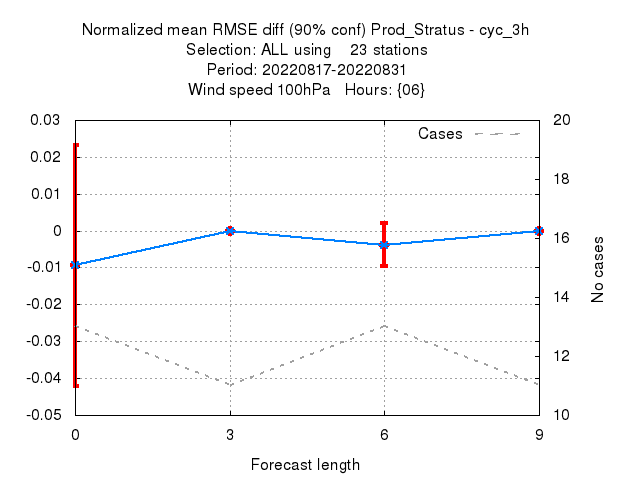 Normalized mean RMSE diff (90% conf) Prod_Stratus - cyc_3h
Selection: ALL using    23 stations
Period: 20220817-20220831
Wind speed 100hPa   Hours: {06}
0.03
0.02
0.01
0
-0.01
-0.02
-0.03
-0.04
-0.05
Cases
20
18
16
14
12
10
No cases
0 3 6 9
Forecast length